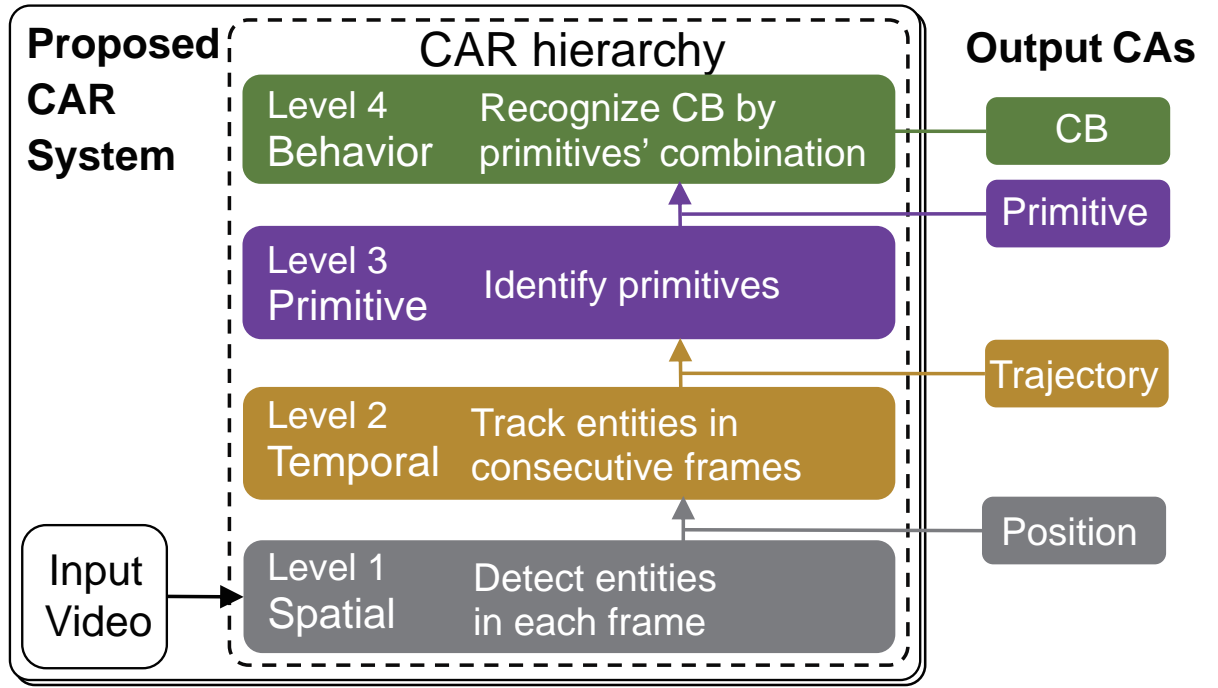 Proposed
CAR
System
CAR hierarchy
Output CAs
Level 4
Behavior
Recognize CB by
primitives' combination
CB
Primitive
Level 3
Primitive
Identify primitives
Trajectory
Level 2
Temporal
Track entities in
consecutive frames
Position
Input
Video
Level 1
Spatial
Detect entities
in each frame